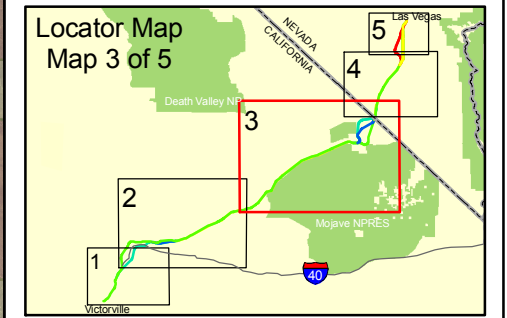 Locator Map
Map 3 of 5
NEVADA
CALIFORNIA
Las Vegas
5
4
Death Valley NP
3
2
Mojave NPRES
1
40
Victorville